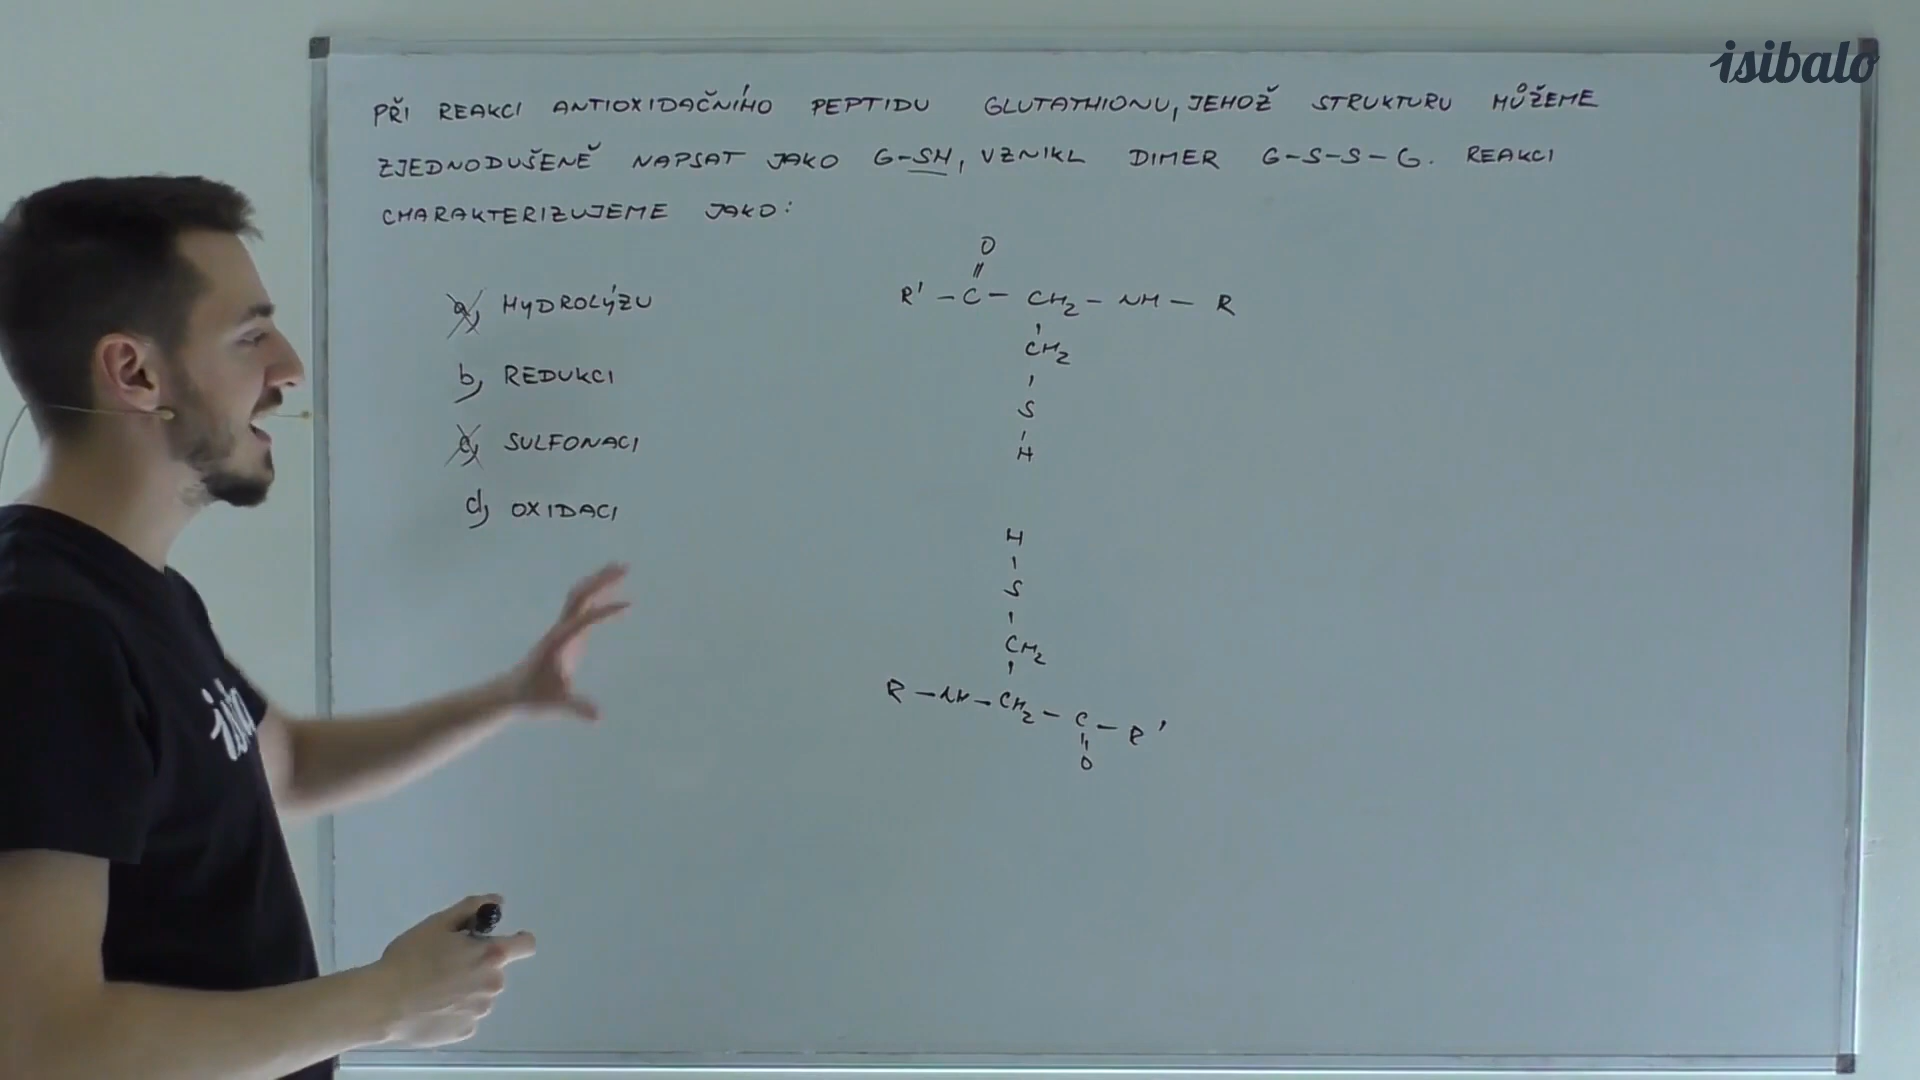 isibalo
PŘI REAKCI ANTIOXIDAČNÍHO PEPTIDU GLUTATHIONU, JEHOŽ STRUKTURU MŮŽEME
ZJEDNODUŠENĚ NAPSAT JAKO G-SH, VZNIKL DIMER G-S-S-G. REAKCI
CHARAKTERIZUJEME JAKO:
a) HYDROLÝZU
b) REDUKCI
c) SULFONACI
d) OXIDACI
O
R' - C - CH2 - NH - R
CH2
S
H
H
S
CH2
R - NH - CH2 - C - R'
O